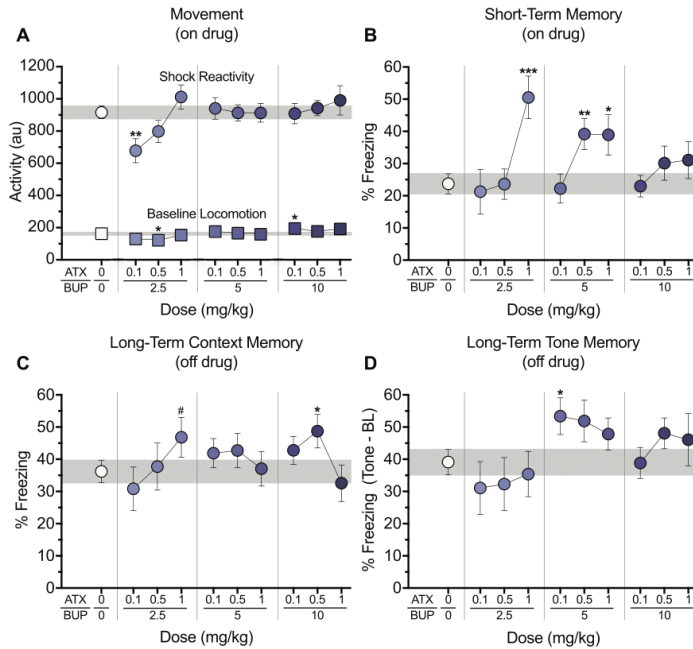 Movement
(on drug)
A
Shock Reactivity
Baseline Locomotion
**
*
*
Activity (au)
1200
1000
800
600
400
200
0
ATX 0 0.1 0.5 1 0.1 0.5 1 0.1 0.5 1
BUP 0 2.5 5 10
Dose (mg/kg)
Short-Term Memory
(on drug)
B
***
**
*
% Freezing
60
50
40
30
20
10
0
ATX 0 0.1 0.5 1 0.1 0.5 1 0.1 0.5 1
BUP 0 2.5 5 10
Dose (mg/kg)
Long-Term Context Memory
(off drug)
C
#
*
% Freezing
60
50
40
30
20
10
0
ATX 0 0.1 0.5 1 0.1 0.5 1 0.1 0.5 1
BUP 0 2.5 5 10
Dose (mg/kg)
Long-Term Tone Memory
(off drug)
D
*
% Freezing (Tone - BL)
60
50
40
30
20
10
0
ATX 0 0.1 0.5 1 0.1 0.5 1 0.1 0.5 1
BUP 0 2.5 5 10
Dose (mg/kg)